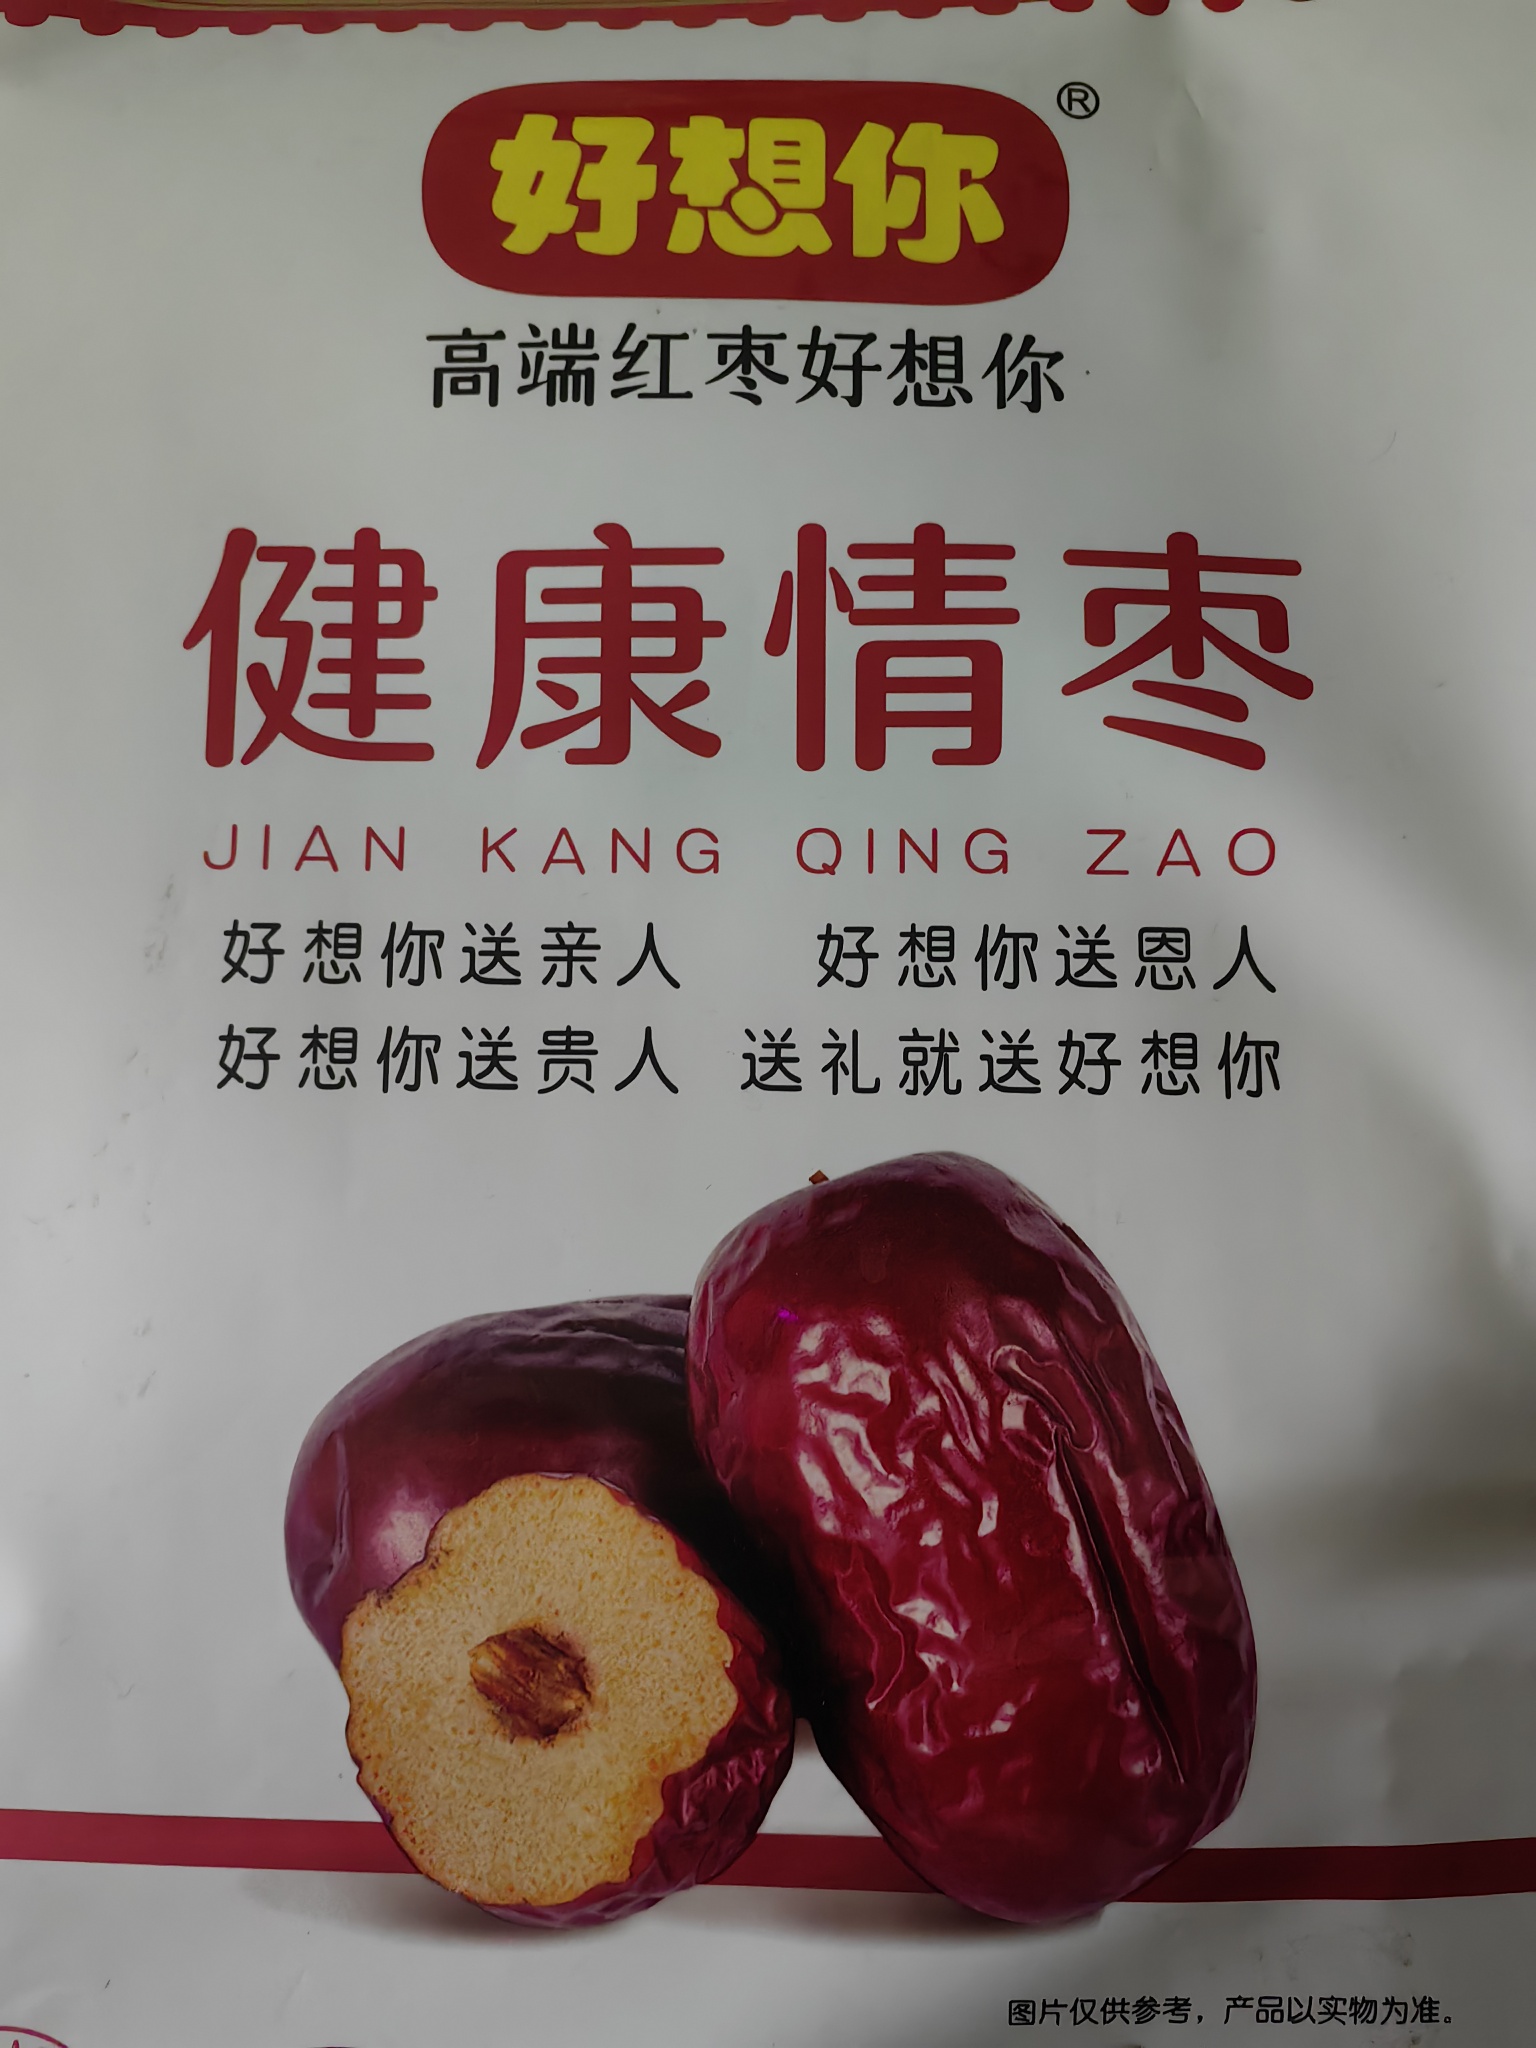 好想你®
高端红枣好想你
健康情枣
JIAN KANG QING ZAO
好想你送亲人 好想你送恩人
好想你送贵人 送礼就送好想你
图片仅供参考，产品以实物为准。